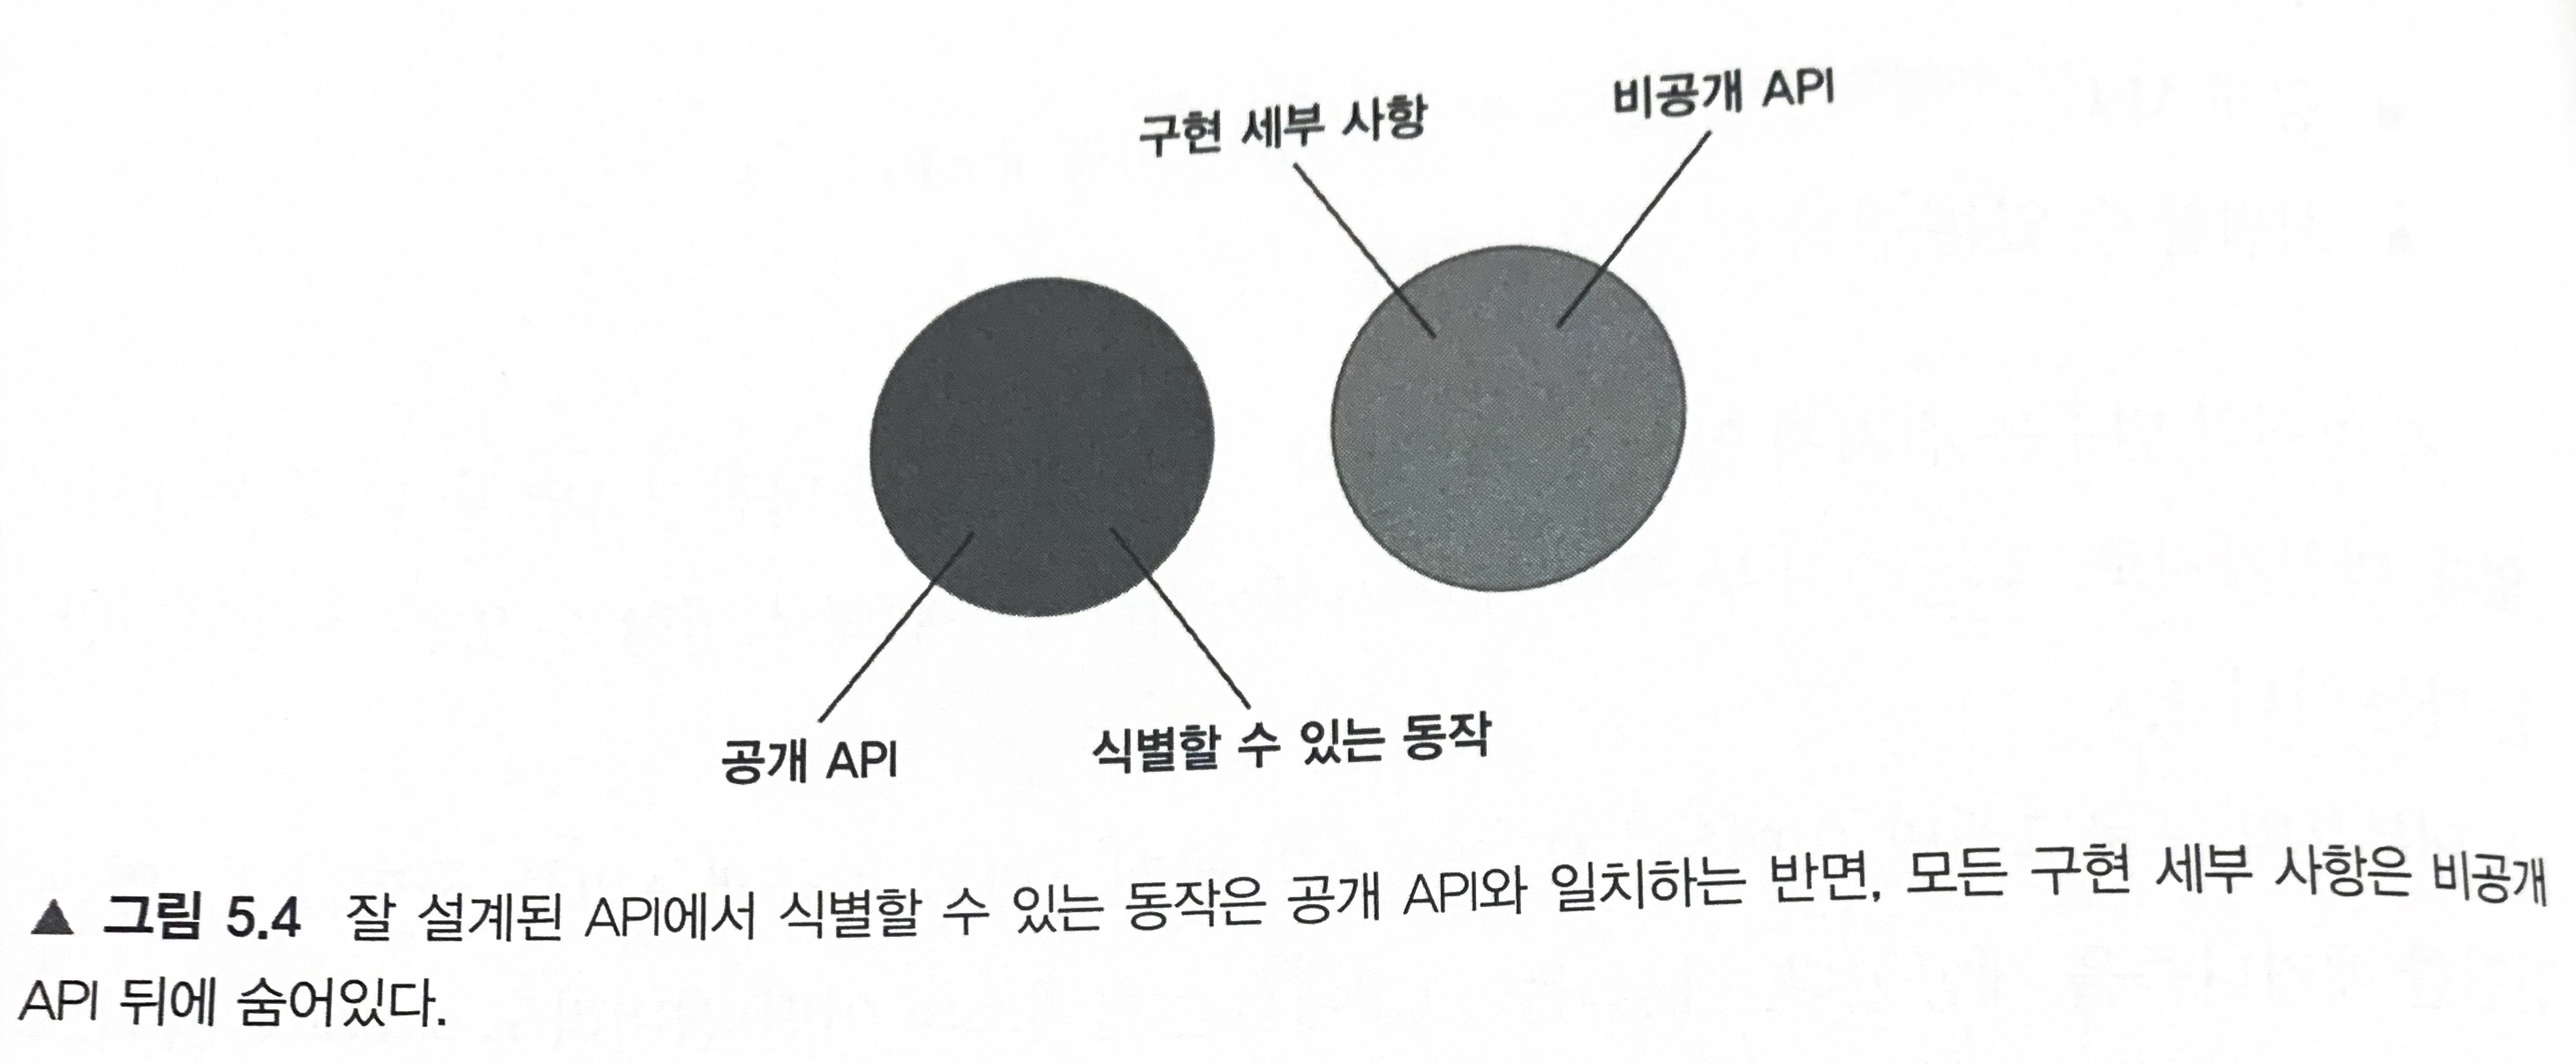 구현 세부 사항
비공개 API
공개 API
식별할 수 있는 동작
▲ 그림 5.4 잘 설계된 API에서 식별할 수 있는 동작은 공개 API와 일치하는 반면, 모든 구현 세부 사항은 비공개
API 뒤에 숨어있다.